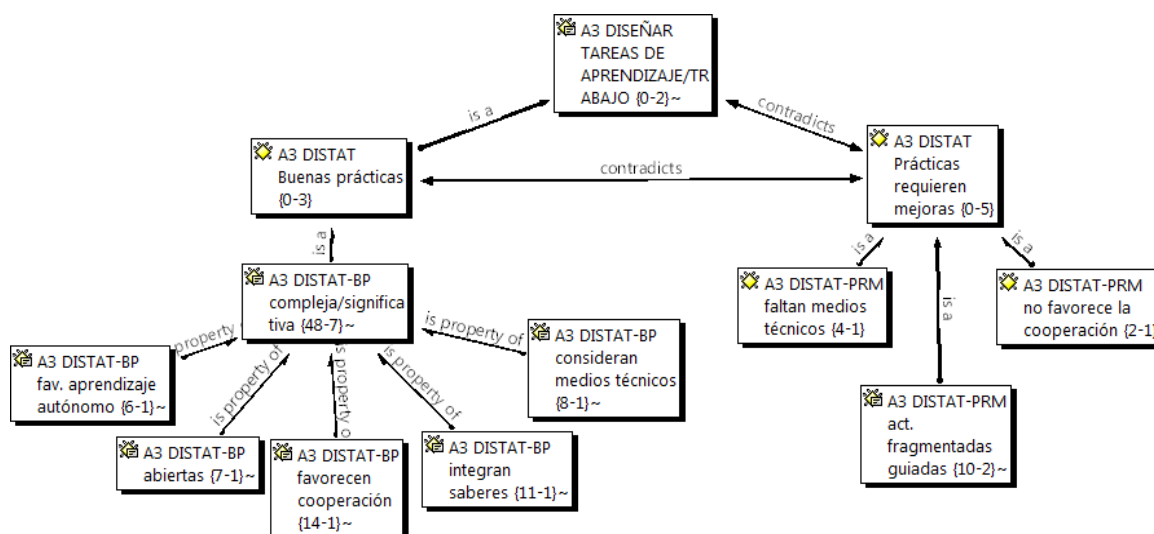 A3 DISEÑAR
TAREAS DE
APRENDIZAJE/TR
ABAJO {0-2}~
is a
contradicts
A3 DISTAT
Buenas prácticas
{0-3}
contradicts
A3 DISTAT
Prácticas
requieren
mejoras {0-5}
is a
is a
is a
is a
A3 DISTAT-BP
compleja/significa
tiva {48-7}~
A3 DISTAT-PRM
faltan medios
técnicos {4-1}
A3 DISTAT-PRM
no favorece la
cooperación {2-1}
property o
is property of
is property o
is property of
is property of
A3 DISTAT-BP
fav. aprendizaje
autónomo {6-1}~
A3 DISTAT-BP
consideran
medios técnicos
{8-1}~
A3 DISTAT-BP
abiertas {7-1}~
A3 DISTAT-BP
favorecen
cooperación
{14-1}~
A3 DISTAT-BP
integran
saberes {11-1}~
A3 DISTAT-PRM
act.
fragmentadas
guiadas {10-2}~